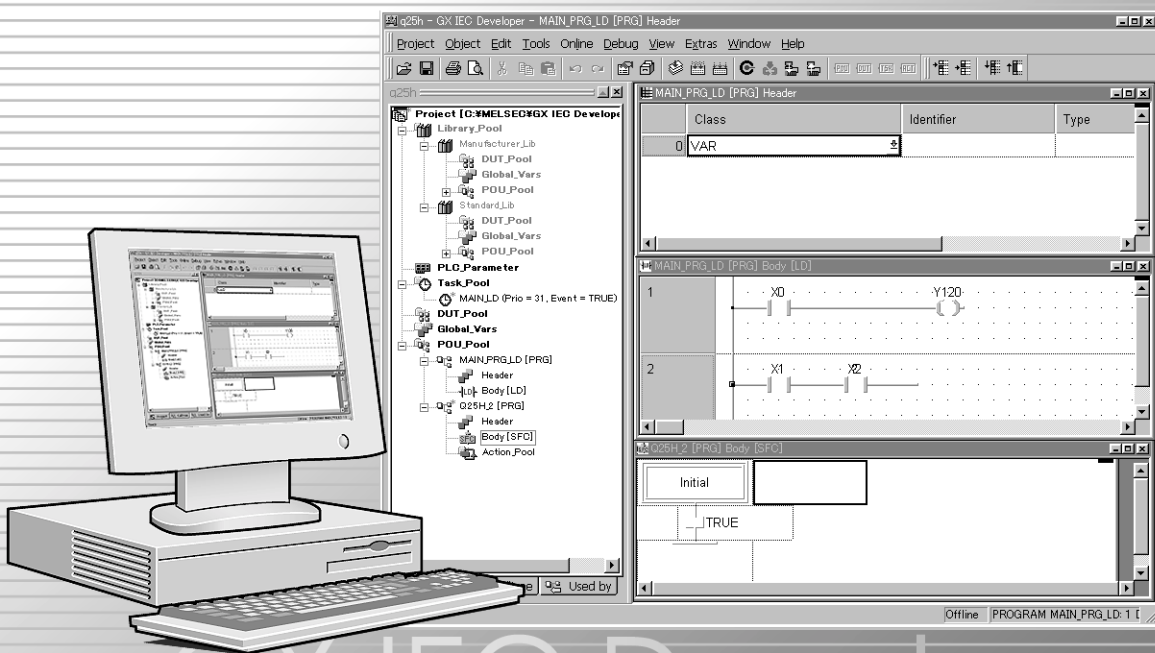 q25h - GX IEC Developer - MAIN_PRG_LD [PRG] Header
Project Object Edit Tools Online Debug View Extras Window Help
q25h
Project [C:¥MELSEC¥GX IEC Develope
Library_Pool
Manufacturer_Lib
DUT_Pool
Global_Vars
POU_Pool
Standard_Lib
DUT_Pool
Global_Vars
POU_Pool
PLC_Parameter
Task_Pool
MAIN_LD (Prio = 31, Event = TRUE)
DUT_Pool
Global_Vars
POU_Pool
MAIN_PRG_LD [PRG]
Header
Body [LD]
Q25H_2 [PRG]
Header
Body [SFC]
Action_Pool
Used by
MAIN_PRG_LD [PRG] Header
Class Identifier Type
0 VAR
MAIN_PRG_LD [PRG] Body [LD]
1 X0 Y120
2 X1 X2
Q25H_2 [PRG] Body [SFC]
Initial
TRUE
Offline PROGRAM MAIN_PRG_LD: 1